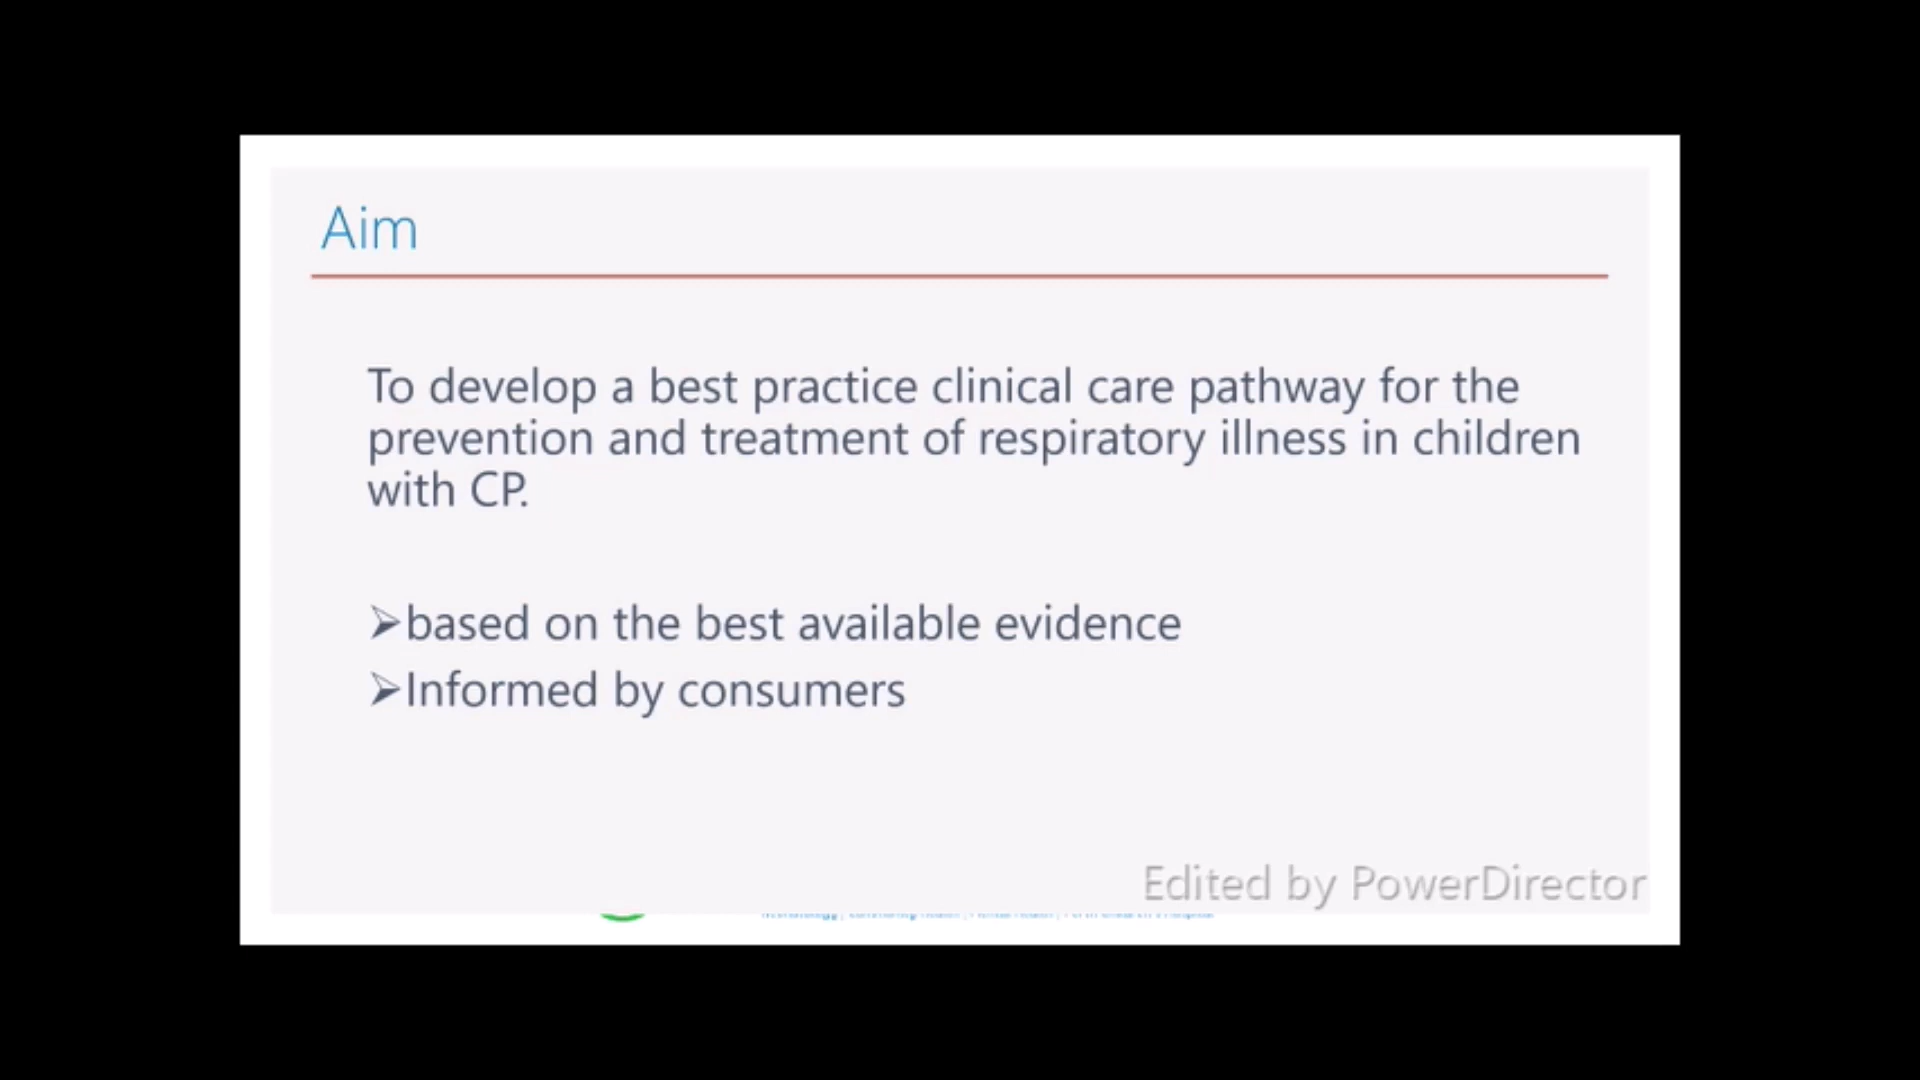 Aim
To develop a best practice clinical care pathway for the
prevention and treatment of respiratory illness in children
with CP.
➢based on the best available evidence
➢Informed by consumers
Edited by PowerDirector